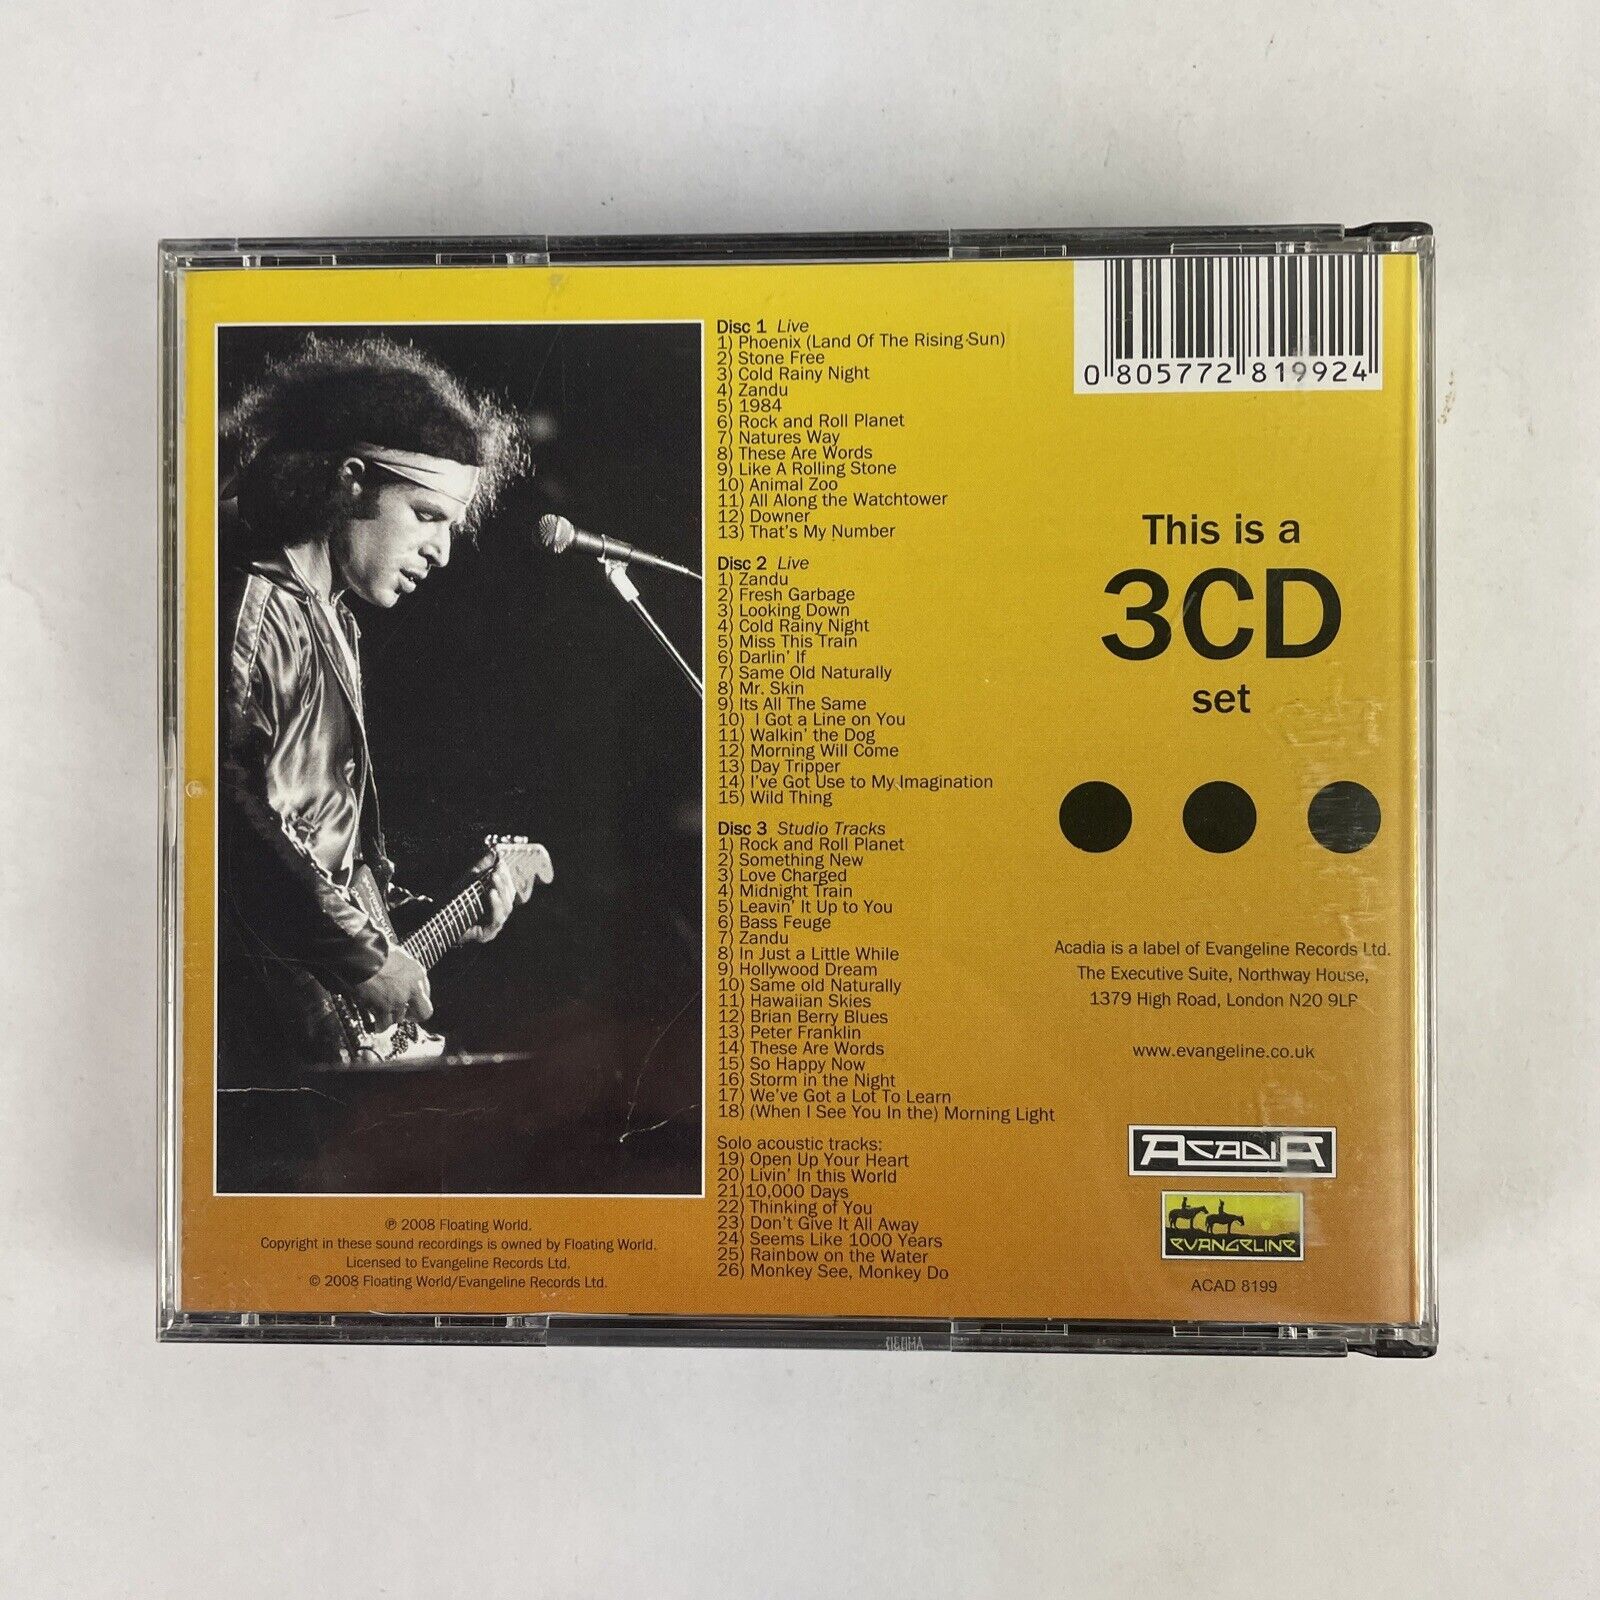 Disc 1 Live
1) Phoenix (Land Of The Rising Sun)
2) Stone Free
3) Cold Rainy Night
4) Zandu
5) 1984
6) Rock and Roll Planet
7) Natures Way
8) These Are Words
9) Like A Rolling Stone
10) Animal Zoo
11) All Along the Watchtower
12) Downer
13) That's My Number
Disc 2 Live
1) Zandu
2) Fresh Garbage
3) Looking Down
4) Cold Rainy Night
5) Miss This Train
6) Darlin' If
7) Same Old Naturally
8) Mr. Skin
9) Its All The Same
10) I Got a Line on You
11) Walkin' the Dog
12) Morning Will Come
13) Day Tripper
14) I've Got Use to My Imagination
15) Wild Thing
Disc 3 Studio Tracks
1) Rock and Roll Planet
2) Something New
3) Love Charged
4) Midnight Train
5) Leavin' It Up to You
6) Bass Feuge
7) Zandu
8) In Just a Little While
9) Hollywood Dream
10) Same old Naturally
11) Hawaiian Skies
12) Brian Berry Blues
13) Peter Franklin
14) These Are Words
15) So Happy Now
16) Storm in the Night
17) We've Got a Lot To Learn
18) (When I See You In the) Morning Light
Solo acoustic tracks:
19) Open Up Your Heart
20) Livin' In this World
21)10,000 Days
22) Thinking of You
23) Don't Give It All Away
24) Seems Like 1000 Years
25) Rainbow on the Water
26) Monkey See, Monkey Do
℗ 2008 Floating World.
Copyright in these sound recordings is owned by Floating World.
Licensed to Evangeline Records Ltd.
© 2008 Floating World/Evangeline Records Ltd.
0 805772 819924
This is a
3CD
set
Acadia is a label of Evangeline Records Ltd.
The Executive Suite, Northway House,
1379 High Road, London N20 9LP
www.evangeline.co.uk
ACADIA
EVANGELINE
ACAD 8199